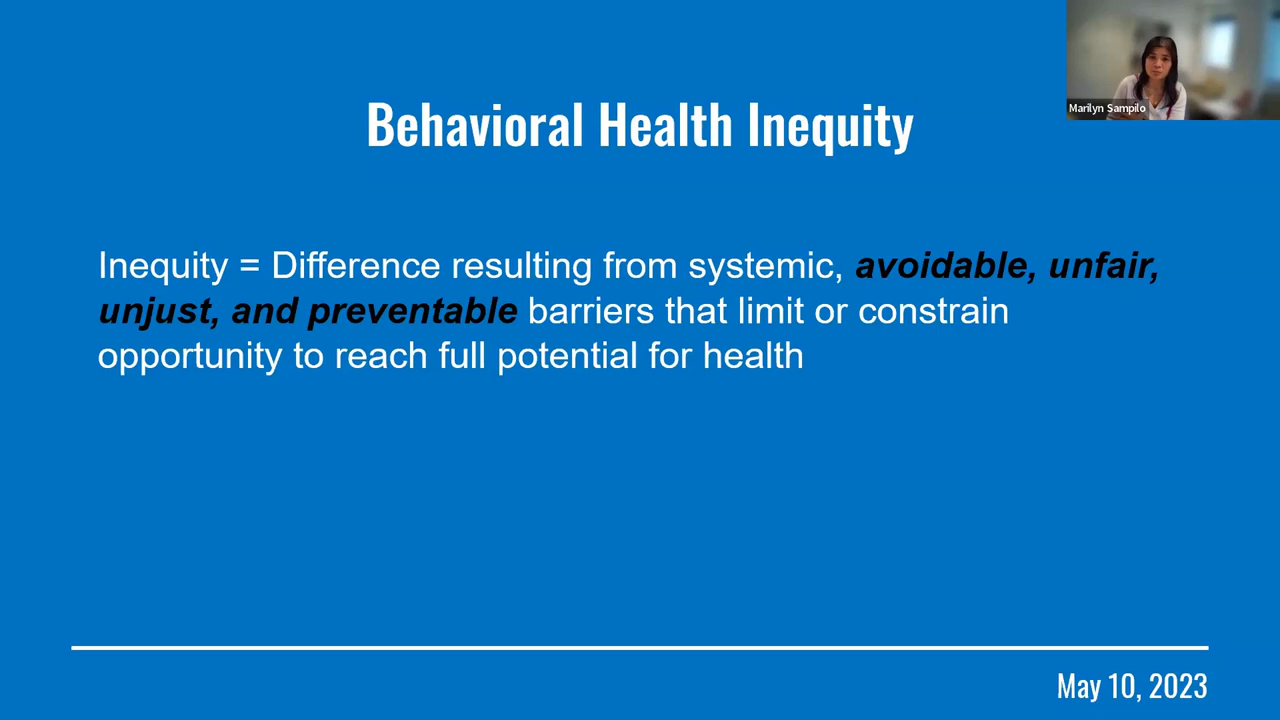 Marilyn Sampilo
Behavioral Health Inequity
Inequity = Difference resulting from systemic, avoidable, unfair,
unjust, and preventable barriers that limit or constrain
opportunity to reach full potential for health
May 10, 2023